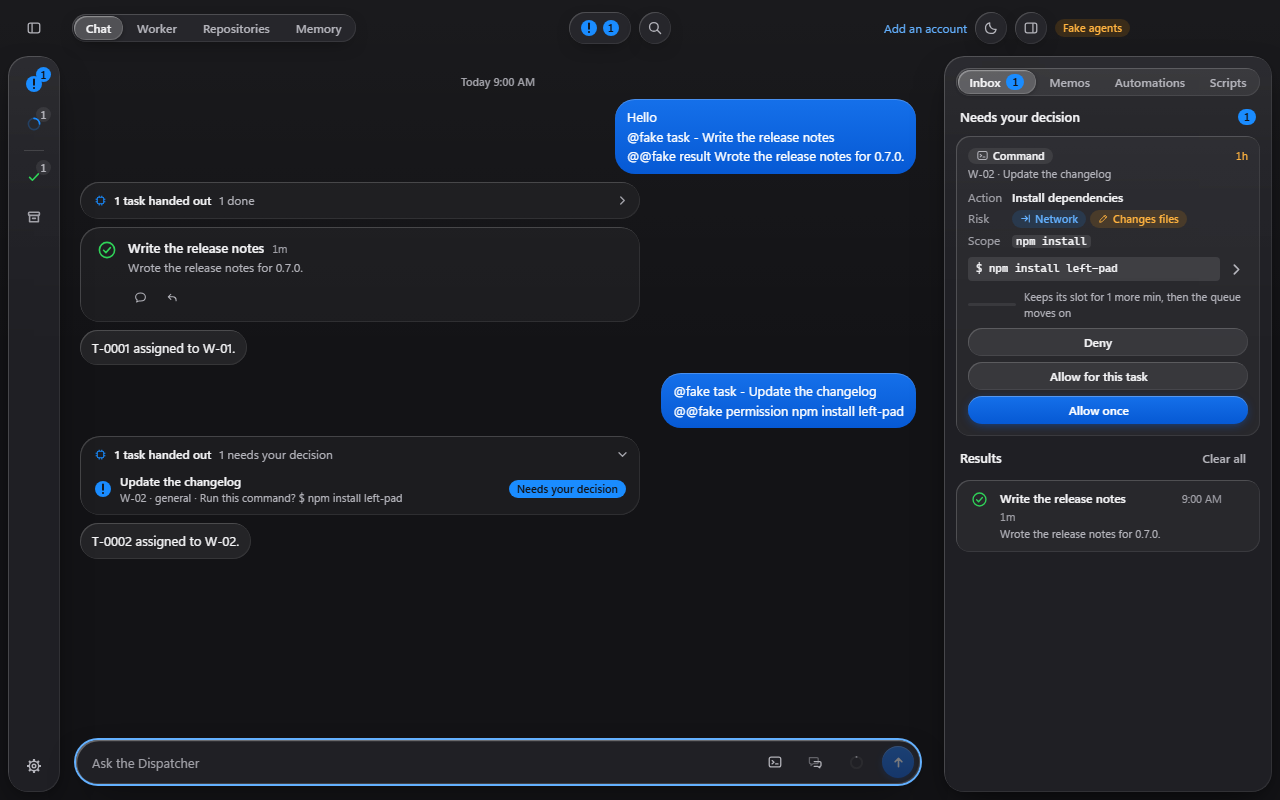 Chat
Worker
Repositories
Memory
! 1
Add an account
Fake agents
! 1
1
1
Today 9:00 AM
Hello
@fake task - Write the release notes
@@fake result Wrote the release notes for 0.7.0.
1 task handed out 1 done
Write the release notes 1m
Wrote the release notes for 0.7.0.
T-0001 assigned to W-01.
@fake task - Update the changelog
@@fake permission npm install left-pad
1 task handed out 1 needs your decision
! Update the changelog
W-02 · general · Run this command? $ npm install left-pad
Needs your decision
T-0002 assigned to W-02.
Ask the Dispatcher
Inbox 1
Memos
Automations
Scripts
Needs your decision 1
Command 1h
W-02 · Update the changelog
Action Install dependencies
Risk Network Changes files
Scope npm install
$ npm install left-pad
Keeps its slot for 1 more min, then the queue
moves on
Deny
Allow for this task
Allow once
Results Clear all
Write the release notes 9:00 AM
1m
Wrote the release notes for 0.7.0.